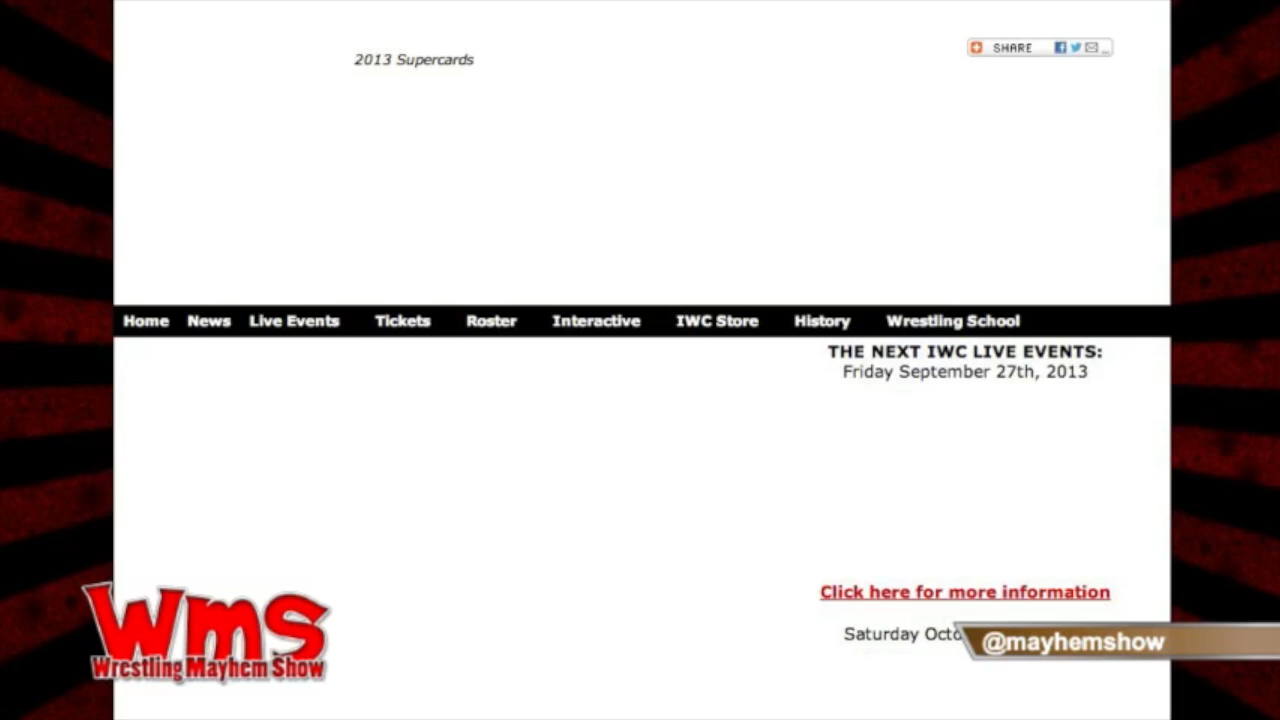 2013 Supercards
SHARE
Home News Live Events Tickets Roster Interactive IWC Store History Wrestling School
THE NEXT IWC LIVE EVENTS:
Friday September 27th, 2013
Click here for more information
Saturday
@mayhemshow
wms
Wrestling Mayhem Show